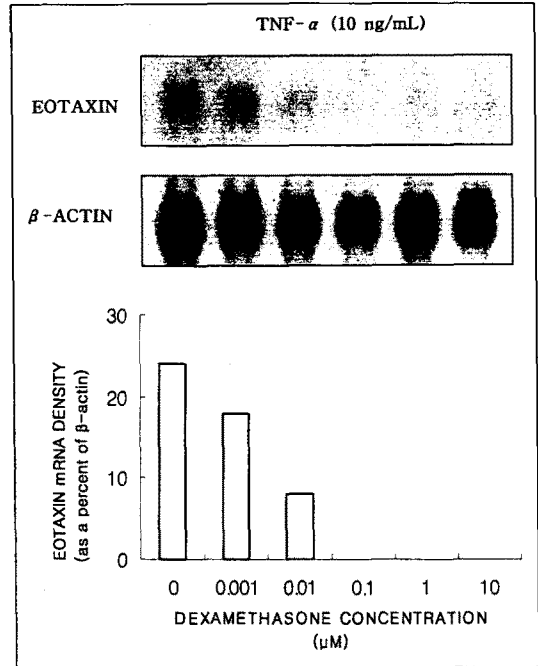 TNF-α (10 ng/mL)
EOTAXIN
β-ACTIN
EOTAXIN mRNA DENSITY
(as a percent of β-actin)
30
20
10
0
0 0.001 0.01 0.1 1 10
DEXAMETHASONE CONCENTRATION
(µM)